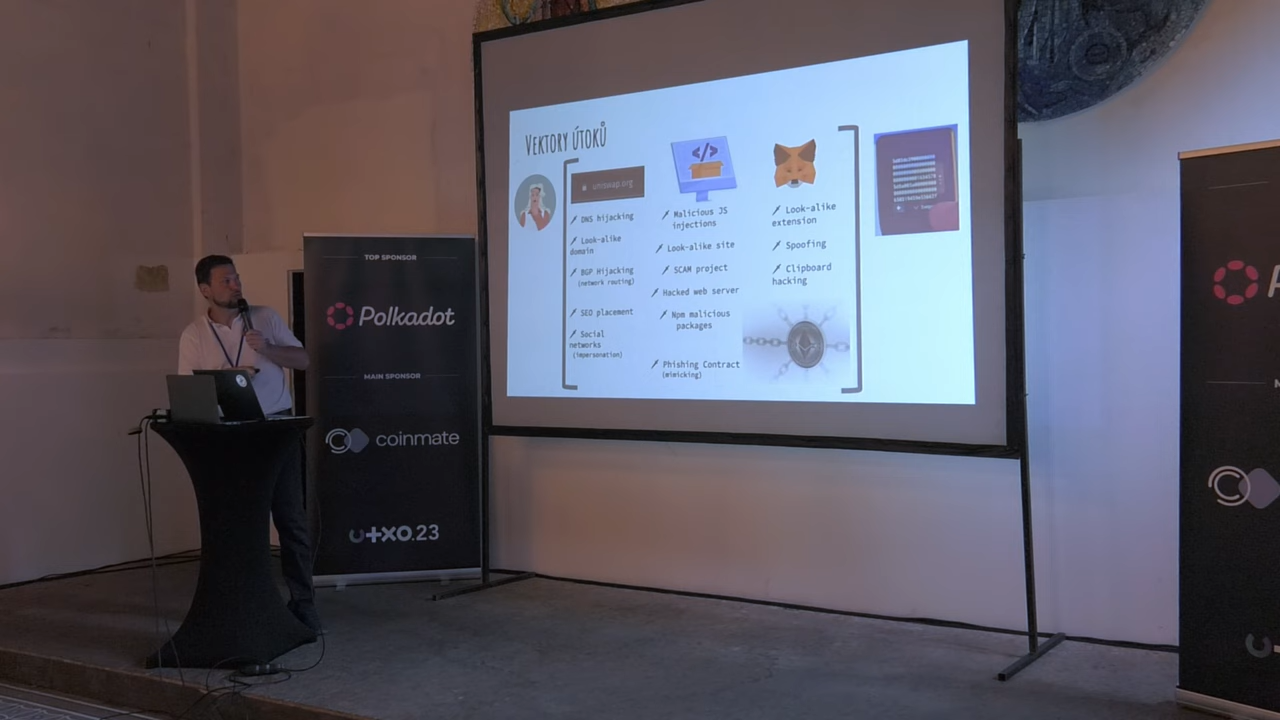 TOP SPONSOR
Polkadot
MAIN SPONSOR
coinmate
UTXO.23
VEKTORY ÚTOKŮ
DNS hijacking
Look-alike
domain
BGP Hijacking
(network routing)
SEO placement
Social
networks
(impersonation)
</>
Malicious JS
injections
Look-alike site
SCAM project
Hacked web server
Npm malicious
packages
Phishing Contract
(mimicking)
Look-alike
extension
Spoofing
Clipboard
hacking